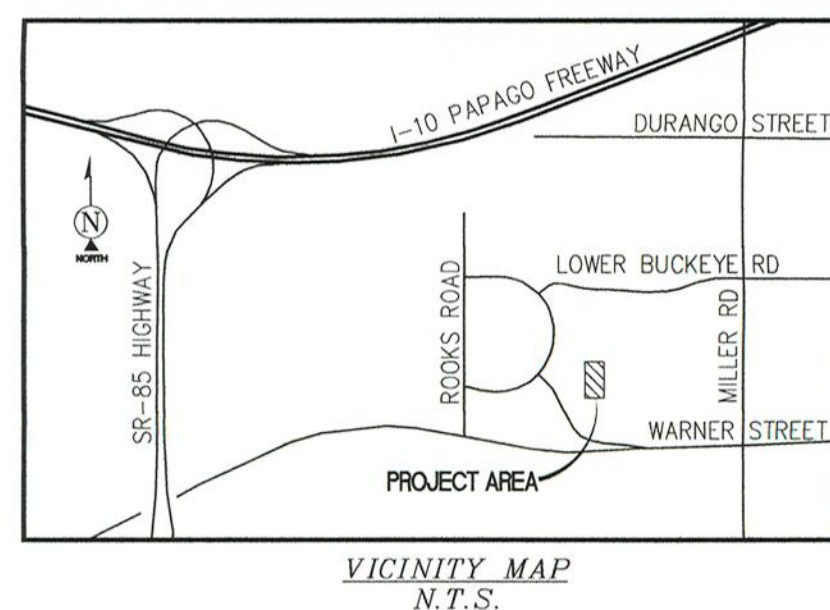 I-10 PAPAGO FREEWAY
DURANGO STREET
N
NORTH
SR-85 HIGHWAY
ROOKS ROAD
LOWER BUCKEYE RD
MILLER RD
WARNER STREET
PROJECT AREA
VICINITY MAP
N.T.S.